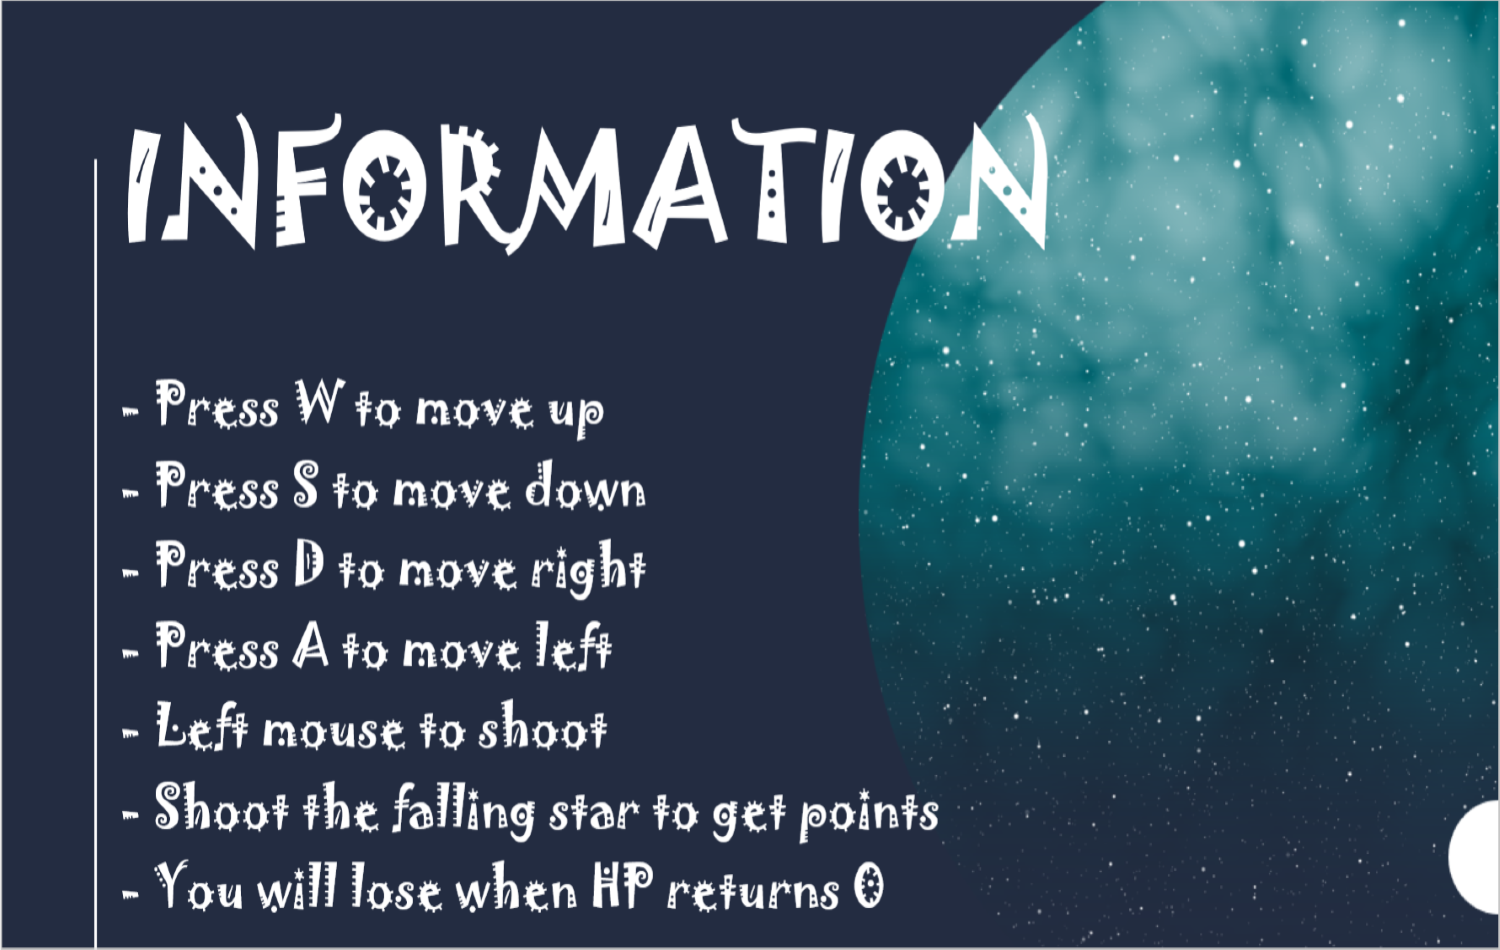 INFORMATION
- Press W to move up
- Press S to move down
- Press D to move right
- Press A to move left
- Left mouse to shoot
- Shoot the falling star to get points
- You will lose when HP returns 0